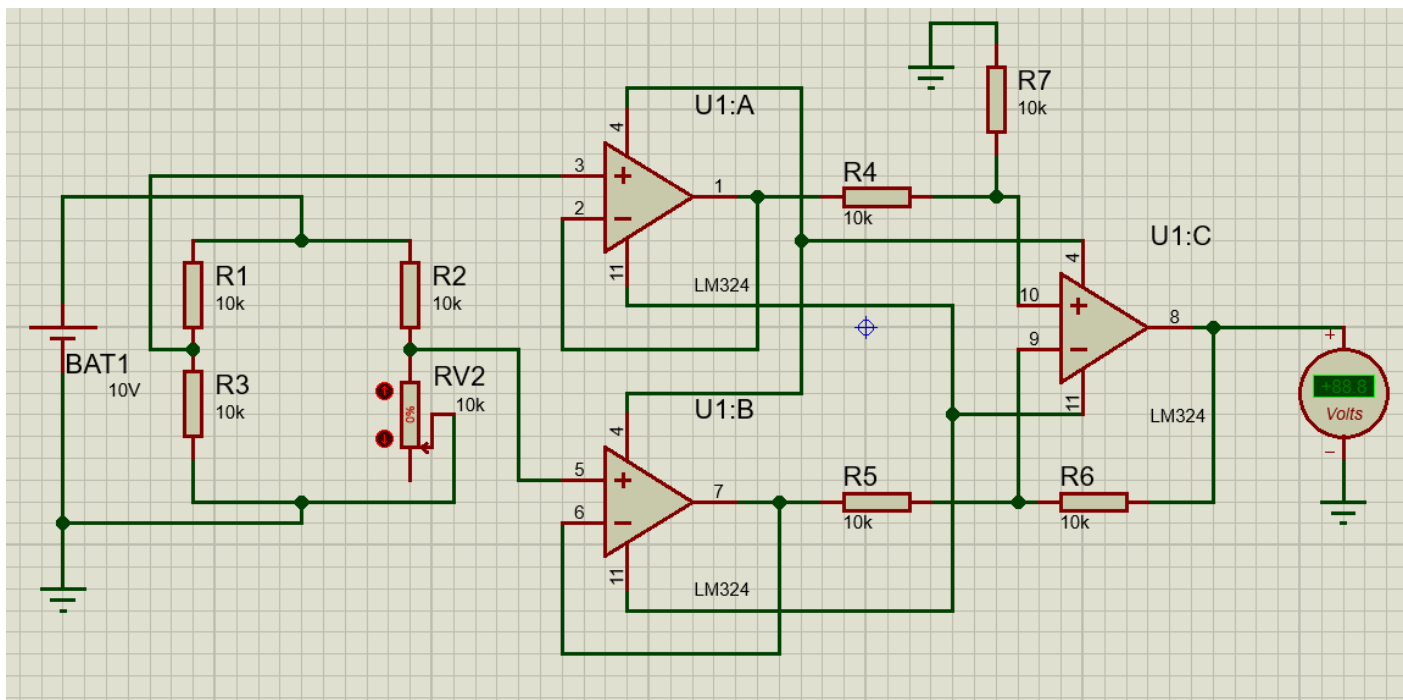 R7
10k
U1:A
4
3
+
1
2
−
11
LM324
R4
10k
U1:C
4
10
+
8
9
−
11
LM324
R1
10k
R2
10k
BAT1
10V
R3
10k
RV2
10k
0%
+
+88.8
Volts
−
U1:B
4
5
+
7
6
−
11
LM324
R5
10k
R6
10k